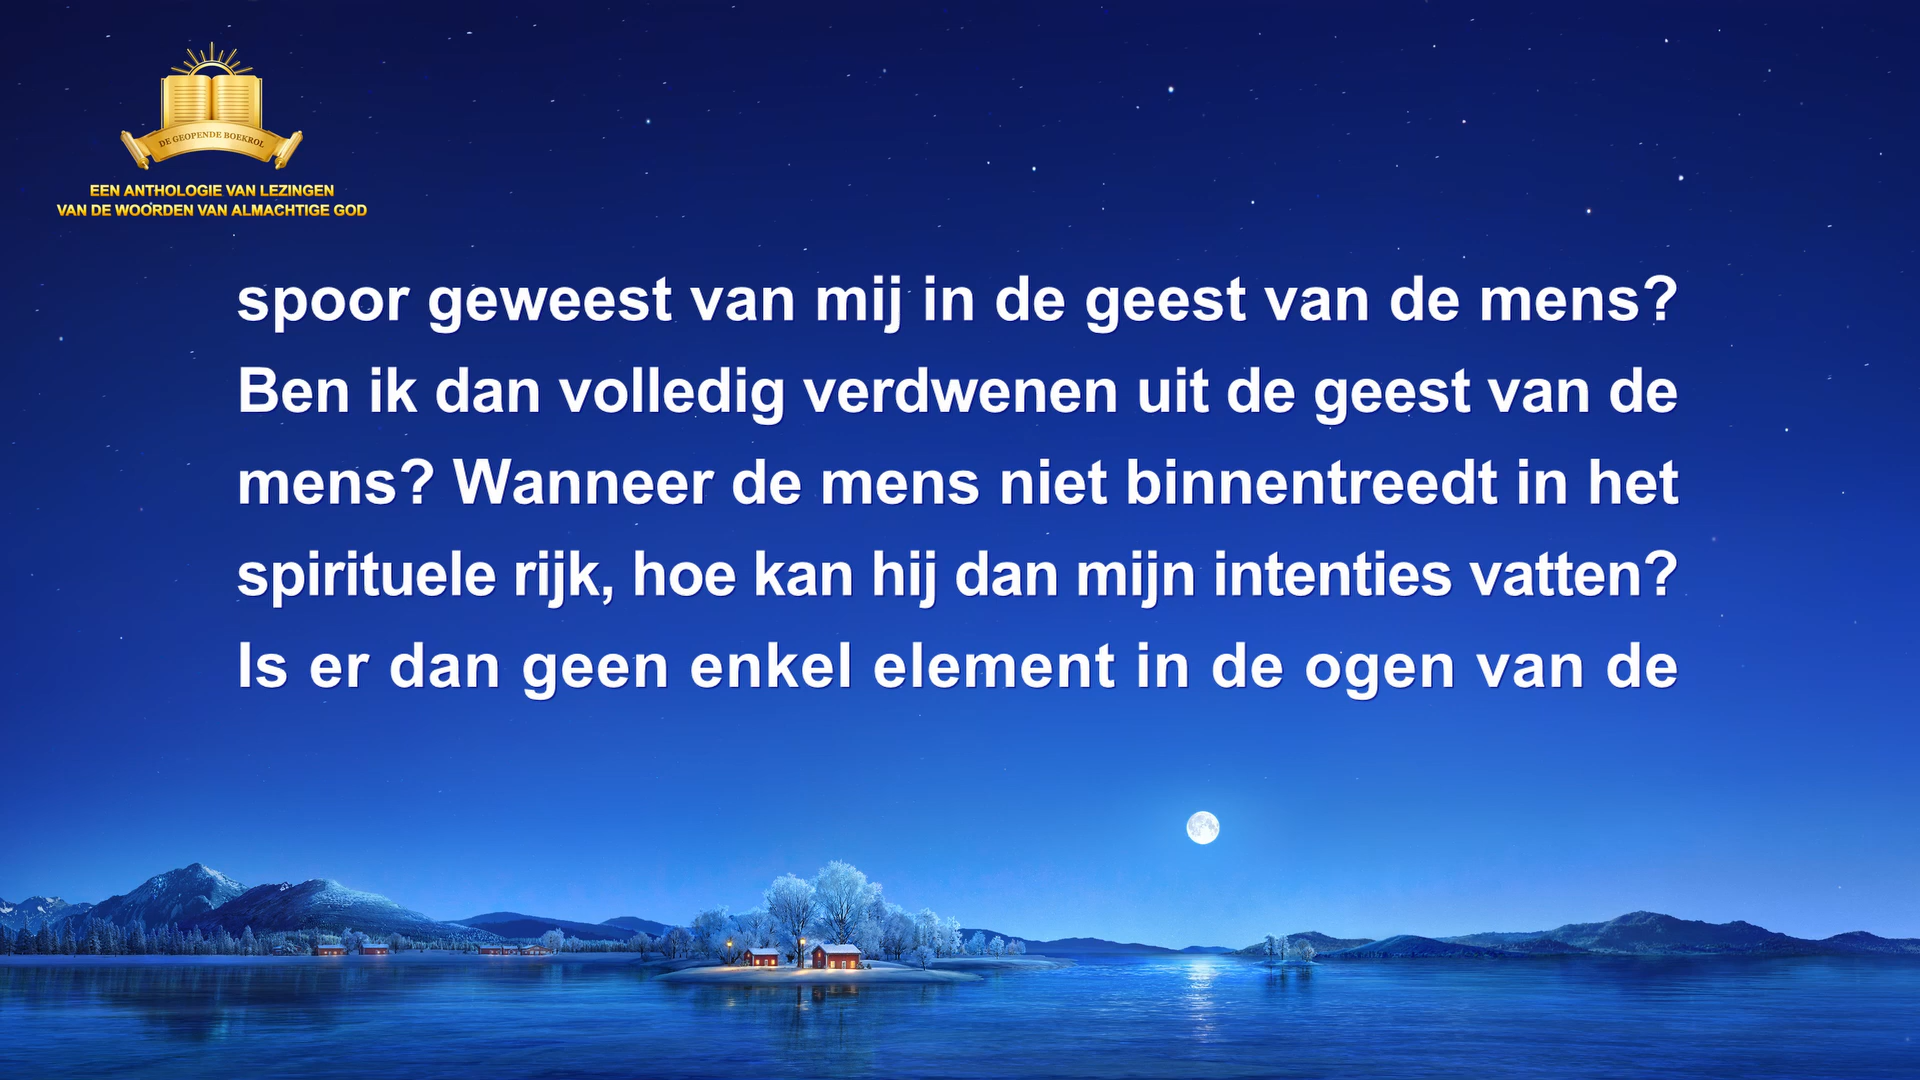 DE GEOPENDE BOEKROL
EEN ANTHOLOGIE VAN LEZINGEN
VAN DE WOORDEN VAN ALMACHTIGE GOD
spoor geweest van mij in de geest van de mens?
Ben ik dan volledig verdwenen uit de geest van de
mens? Wanneer de mens niet binnentreedt in het
spirituele rijk, hoe kan hij dan mijn intenties vatten?
Is er dan geen enkel element in de ogen van de